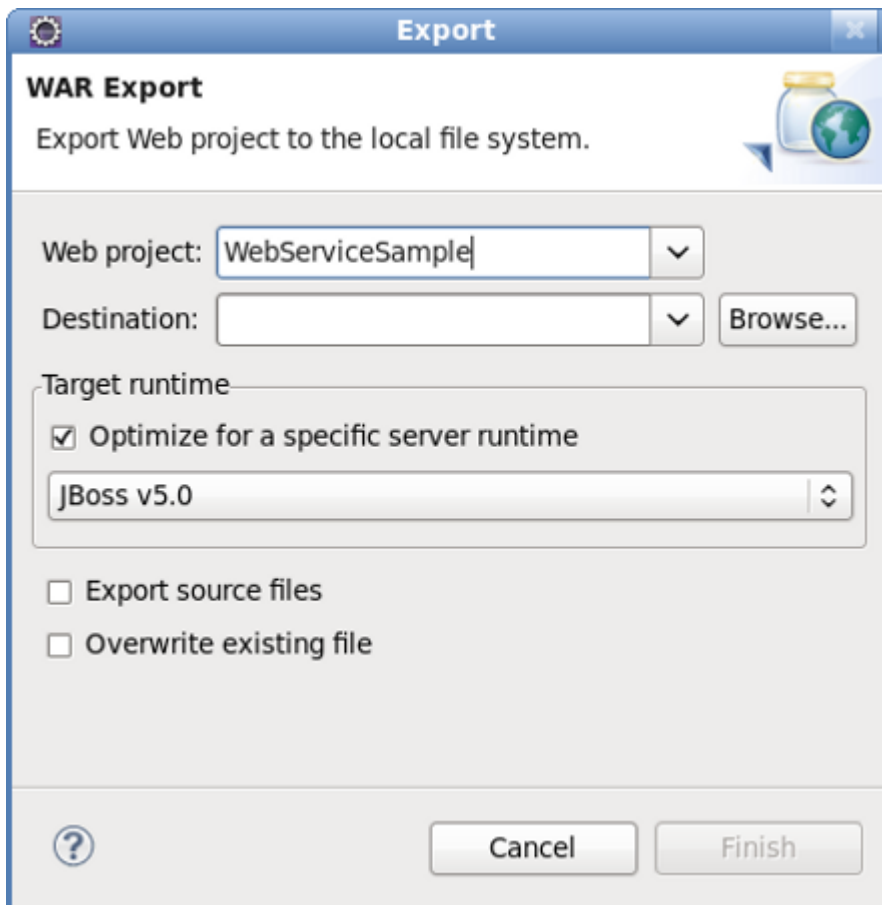 Export
WAR Export
Export Web project to the local file system.
Web project: WebServiceSample
Destination: Browse...
Target runtime
Optimize for a specific server runtime
JBoss v5.0
Export source files
Overwrite existing file
? Cancel Finish